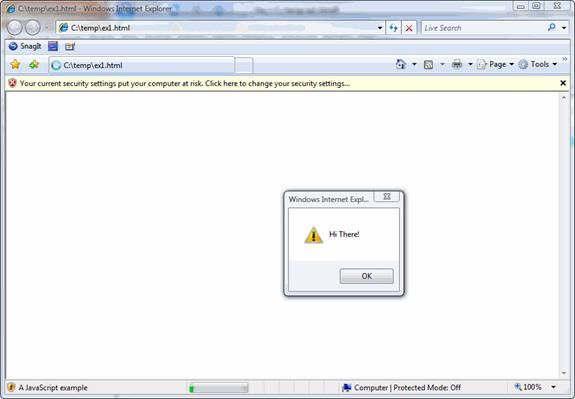 C:\temp\ex1.html - Windows Internet Explorer
C:\temp\ex1.html
Live Search
SnagIt
C:\temp\ex1.html
Page
Tools
Your current security settings put your computer at risk. Click here to change your security settings...
Windows Internet Expl...
Hi There!
OK
A JavaScript example
Computer | Protected Mode: Off
100%